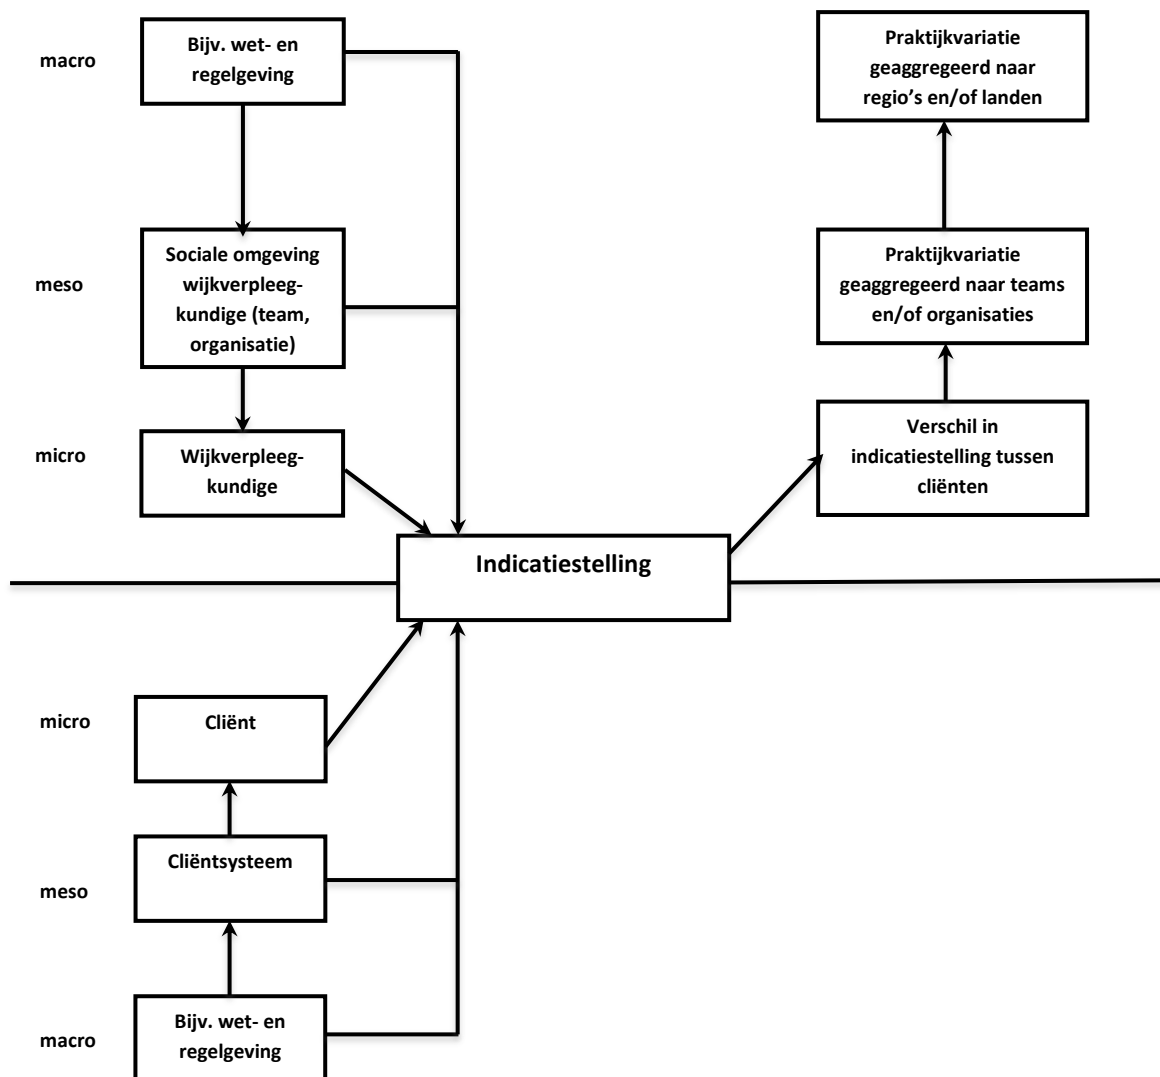 macro
Bijv. wet- en
regelgeving
Praktijkvariatie
geaggregeerd naar
regio's en/of landen
meso
Sociale omgeving
wijkverpleeg-
kundige (team,
organisatie)
Praktijkvariatie
geaggregeerd naar teams
en/of organisaties
micro
Wijkverpleeg-
kundige
Verschil in
indicatiestelling tussen
cliënten
Indicatiestelling
micro
Cliënt
meso
Cliëntsysteem
macro
Bijv. wet- en
regelgeving